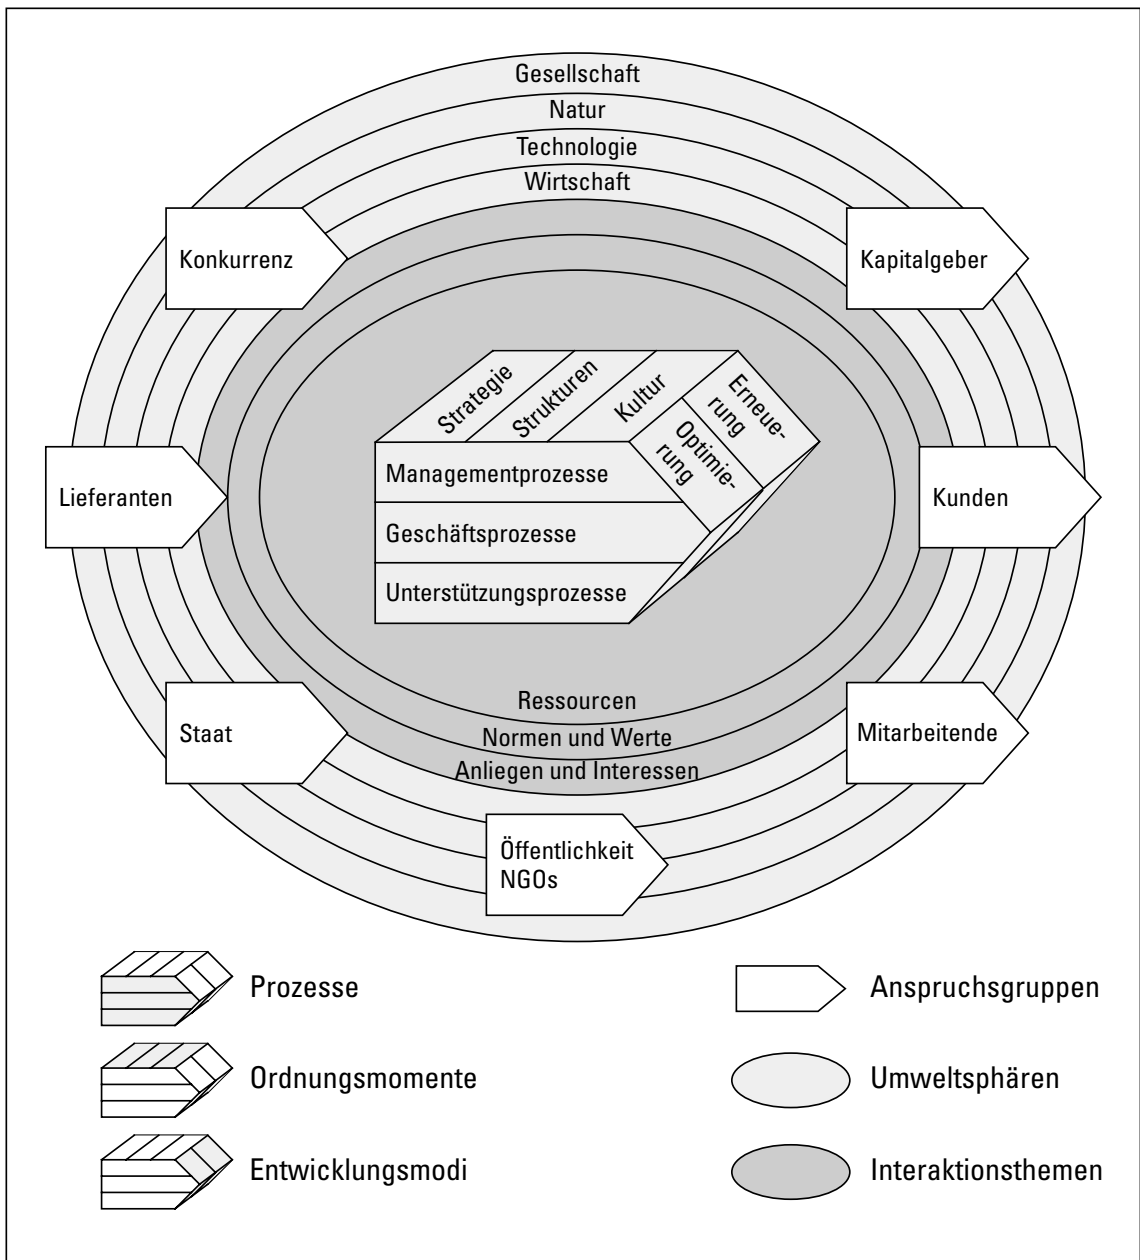 Gesellschaft
Natur
Technologie
Wirtschaft
Konkurrenz
Kapitalgeber
Strategie
Strukturen
Kultur
Erneue-
rung
Optimie-
rung
Managementprozesse
Geschäftsprozesse
Unterstützungsprozesse
Lieferanten
Kunden
Ressourcen
Normen und Werte
Anliegen und Interessen
Staat
Mitarbeitende
Öffentlichkeit
NGOs
Prozesse
Ordnungsmomente
Entwicklungsmodi
Anspruchsgruppen
Umweltsphären
Interaktionsthemen